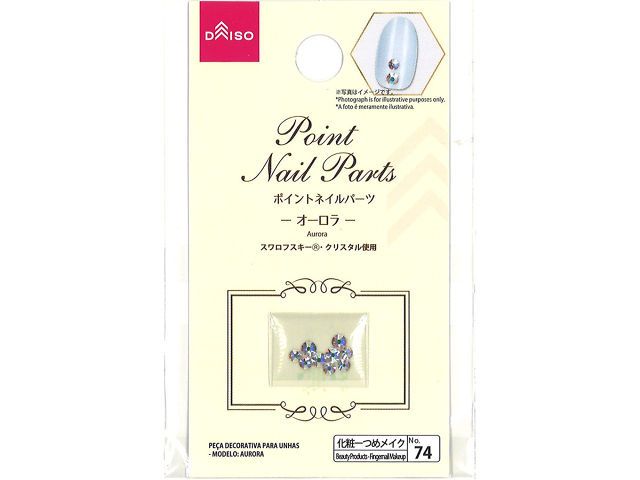 DAISO
※写真はイメージです。
*Photograph is for illustrative purposes only.
*A foto é meramente ilustrativa.
Point
Nail Parts
ポイントネイルパーツ
― オーロラ ―
Aurora
スワロフスキー®・クリスタル使用
PEÇA DECORATIVA PARA UNHAS
- MODELO: AURORA
化粧―つめメイク
Beauty Products - Fingernail Makeup
No.
74